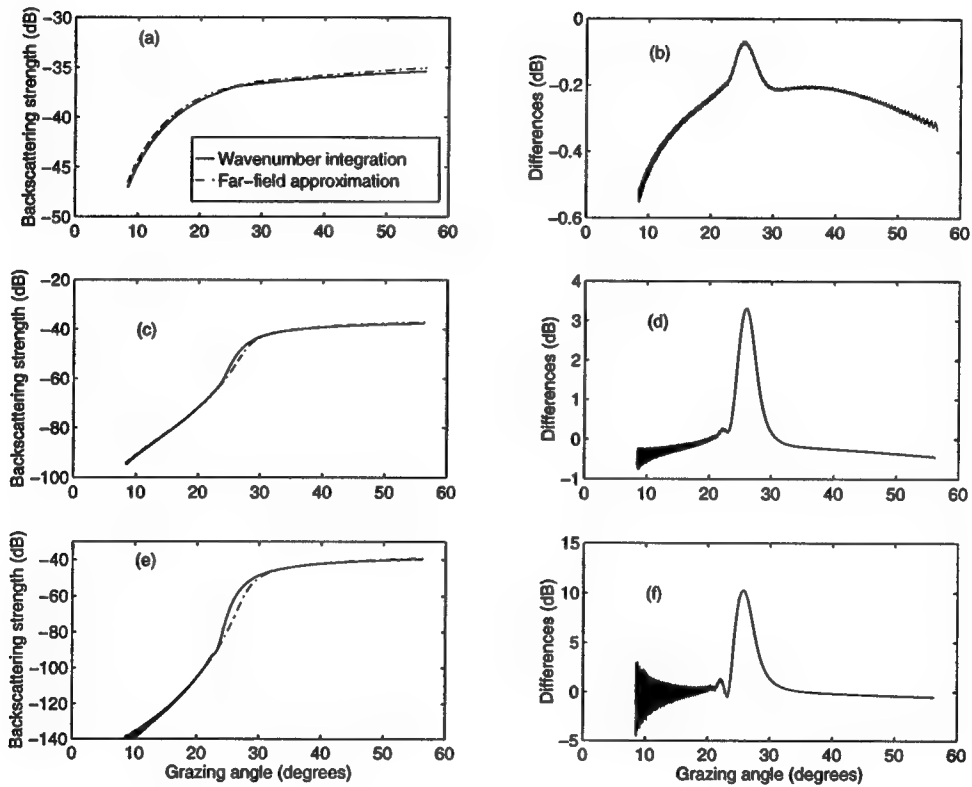 Backscattering strength (dB)
−30
−35
−40
−45
−50
(a)
Wavenumber integration
Far−field approximation
0 10 20 30 40 50 60
Differences (dB)
0
−0.2
−0.4
−0.6
(b)
0 10 20 30 40 50 60
Backscattering strength (dB)
−20
−40
−60
−80
−100
(c)
0 10 20 30 40 50 60
Differences (dB)
4
3
2
1
0
−1
(d)
0 10 20 30 40 50 60
Backscattering strength (dB)
−40
−60
−80
−100
−120
−140
(e)
0 10 20 30 40 50 60
Grazing angle (degrees)
Differences (dB)
15
10
5
0
−5
(f)
0 10 20 30 40 50 60
Grazing angle (degrees)